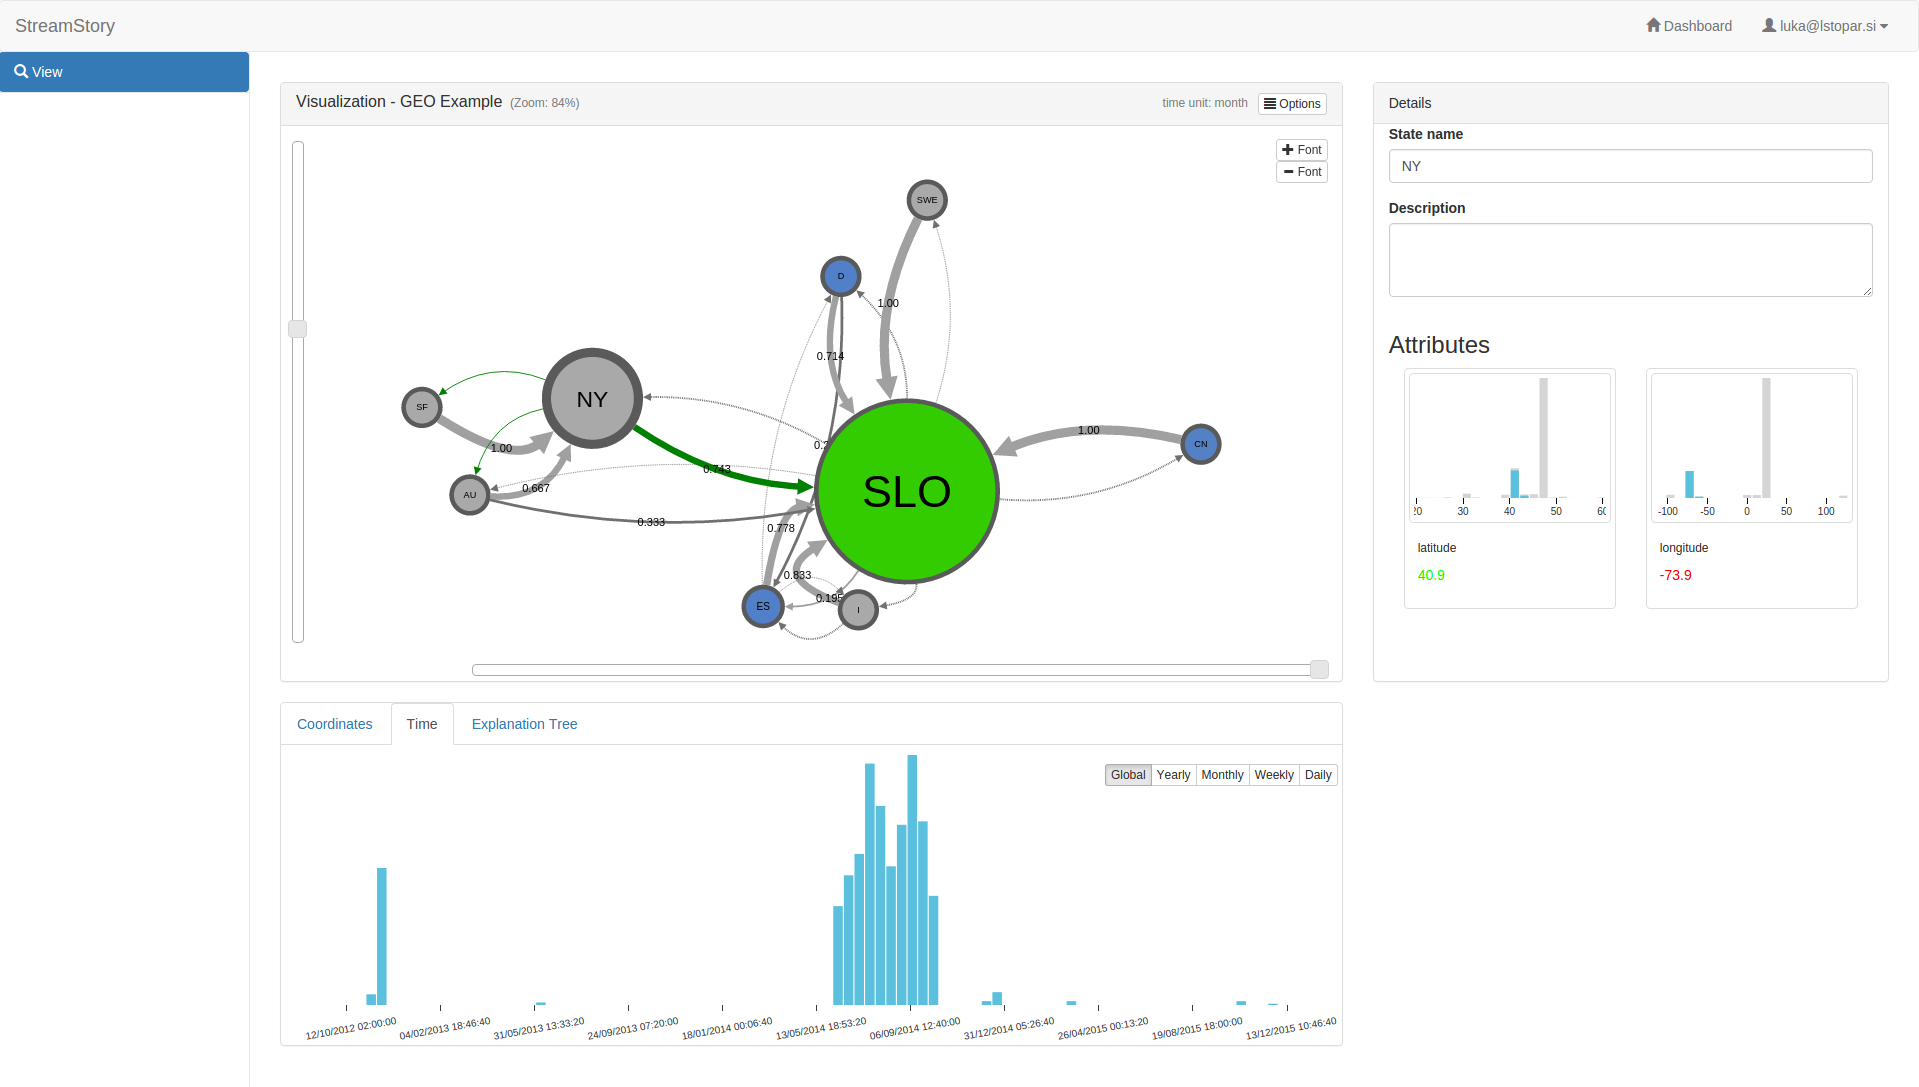 StreamStory
Dashboard
luka@lstopar.si
View
Visualization - GEO Example (Zoom: 84%)
time unit: month
Options
Font
Font
SWE
D
1.00
0.714
NY
SF
1.00
0.743
AU
0.667
0.333
SLO
1.00
CN
0.778
0.833
0.195
ES
I
Details
State name
NY
Description
Attributes
20 30 40 50
latitude
40.9
-100 -50 0 50 100
longitude
-73.9
Coordinates
Time
Explanation Tree
Global Yearly Monthly Weekly Daily
12/10/2012 02:00:00
04/02/2013 18:46:40
31/05/2013 13:33:20
24/09/2013 07:20:00
18/01/2014 00:06:40
13/05/2014 18:53:20
06/09/2014 12:40:00
31/12/2014 05:26:40
26/04/2015 00:13:20
19/08/2015 18:00:00
13/12/2015 10:46:40